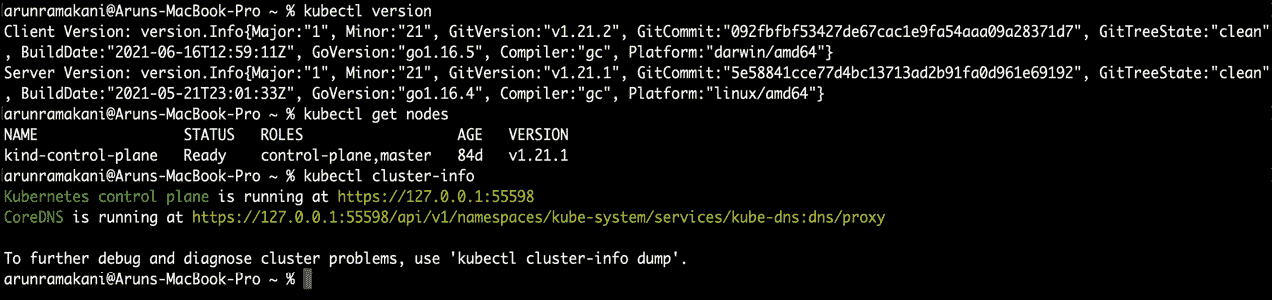 arunramakani@Aruns-MacBook-Pro ~ % kubectl version
Client Version: version.Info{Major:"1", Minor:"21", GitVersion:"v1.21.2", GitCommit:"092fbfbf53427de67cac1e9fa54aaa09a28371d7", GitTreeState:"clean"
, BuildDate:"2021-06-16T12:59:11Z", GoVersion:"go1.16.5", Compiler:"gc", Platform:"darwin/amd64"}
Server Version: version.Info{Major:"1", Minor:"21", GitVersion:"v1.21.1", GitCommit:"5e58841cce77d4bc13713ad2b91fa0d961e69192", GitTreeState:"clean"
, BuildDate:"2021-05-21T23:01:33Z", GoVersion:"go1.16.4", Compiler:"gc", Platform:"linux/amd64"}
arunramakani@Aruns-MacBook-Pro ~ % kubectl get nodes
NAME STATUS ROLES AGE VERSION
kind-control-plane Ready control-plane,master 84d v1.21.1
arunramakani@Aruns-MacBook-Pro ~ % kubectl cluster-info
Kubernetes control plane is running at https://127.0.0.1:55598
CoreDNS is running at https://127.0.0.1:55598/api/v1/namespaces/kube-system/services/kube-dns:dns/proxy
To further debug and diagnose cluster problems, use 'kubectl cluster-info dump'.
arunramakani@Aruns-MacBook-Pro ~ %